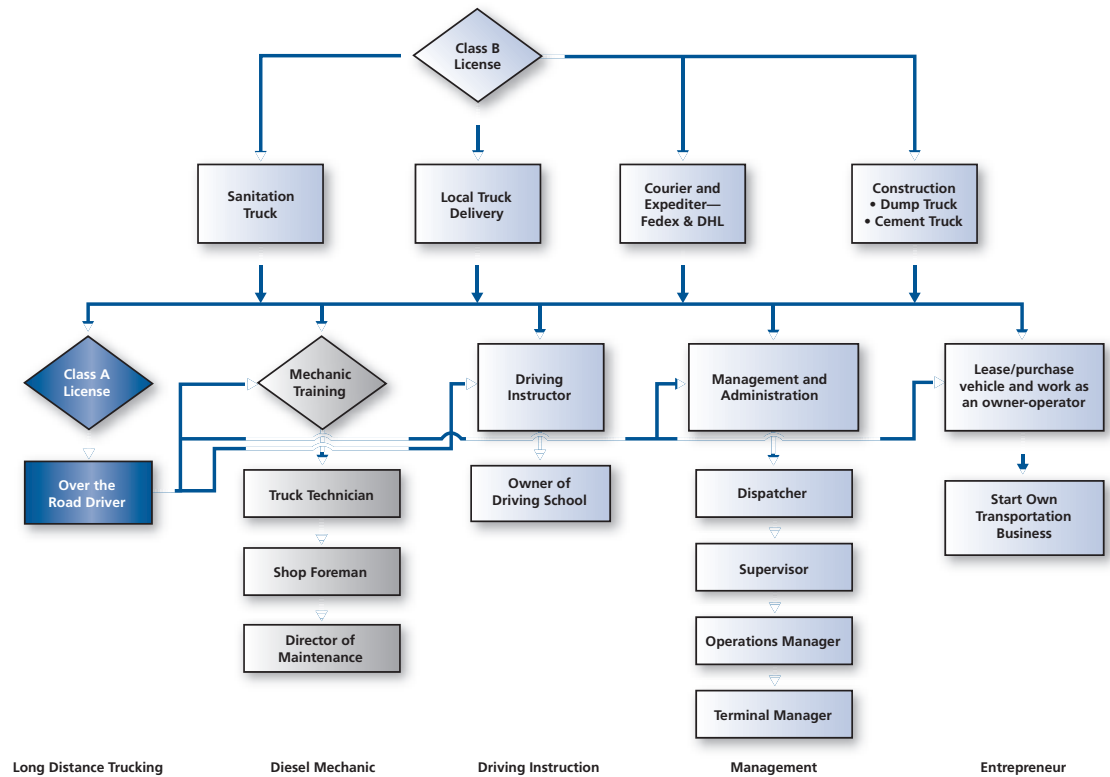 Class B
License
Sanitation
Truck
Local Truck
Delivery
Courier and
Expediter—
Fedex & DHL
Construction
• Dump Truck
• Cement Truck
Class A
License
Mechanic
Training
Driving
Instructor
Management and
Administration
Lease/purchase
vehicle and work as
an owner-operator
Over the
Road Driver
Truck Technician
Owner of
Driving School
Dispatcher
Start Own
Transportation
Business
Shop Foreman
Supervisor
Director of
Maintenance
Operations Manager
Terminal Manager
Long Distance Trucking
Diesel Mechanic
Driving Instruction
Management
Entrepreneur